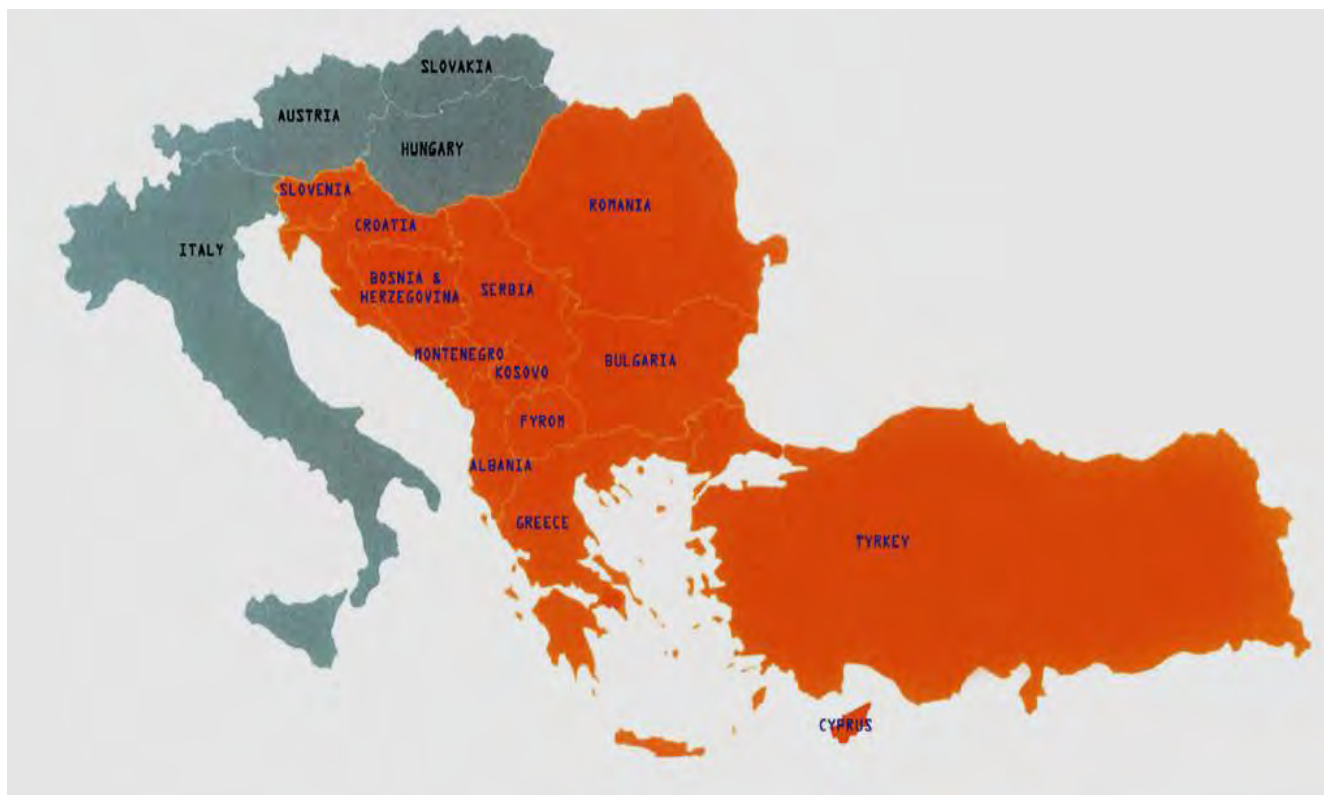 SLOVAKIA
AUSTRIA
HUNGARY
SLOVENIA
ROMANIA
CROATIA
ITALY
BOSNIA &
HERZEGOVINA
SERBIA
MONTENEGRO
BULGARIA
KOSOVO
FYROM
ALBANIA
GREECE
TYRKEY
CYPRUS